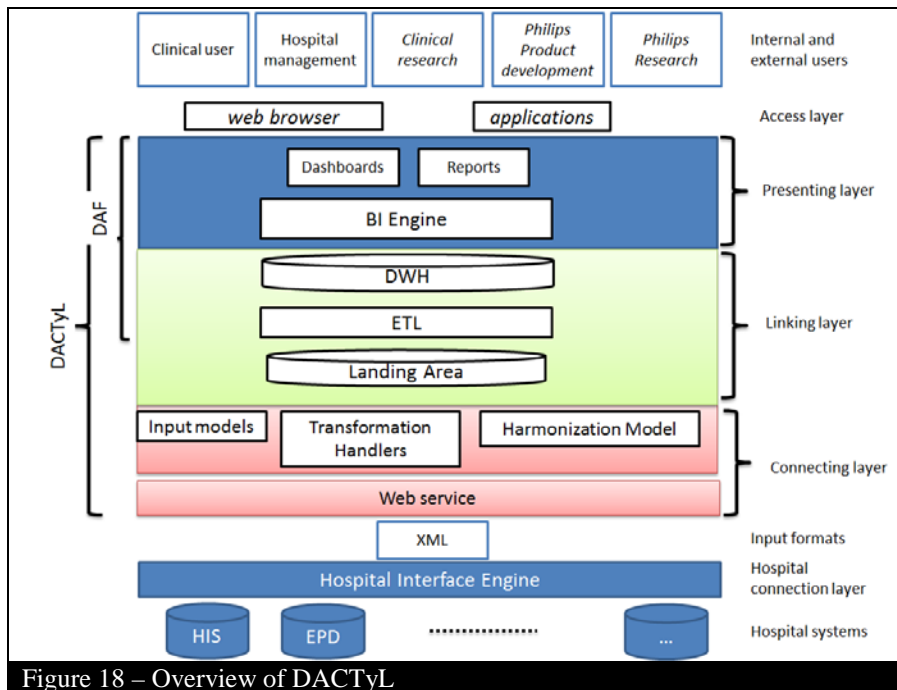 Clinical user
Hospital
management
Clinical
research
Philips
Product
development
Philips
Research
Internal and
external users
web browser
applications
Access layer
DACTyL
DAF
Dashboards
Reports
BI Engine
Presenting layer
DWH
ETL
Landing Area
Linking layer
Input models
Transformation
Handlers
Harmonization Model
Web service
Connecting layer
XML
Input formats
Hospital Interface Engine
Hospital
connection layer
HIS
EPD
...
Hospital systems
Figure 18 – Overview of DACTyL